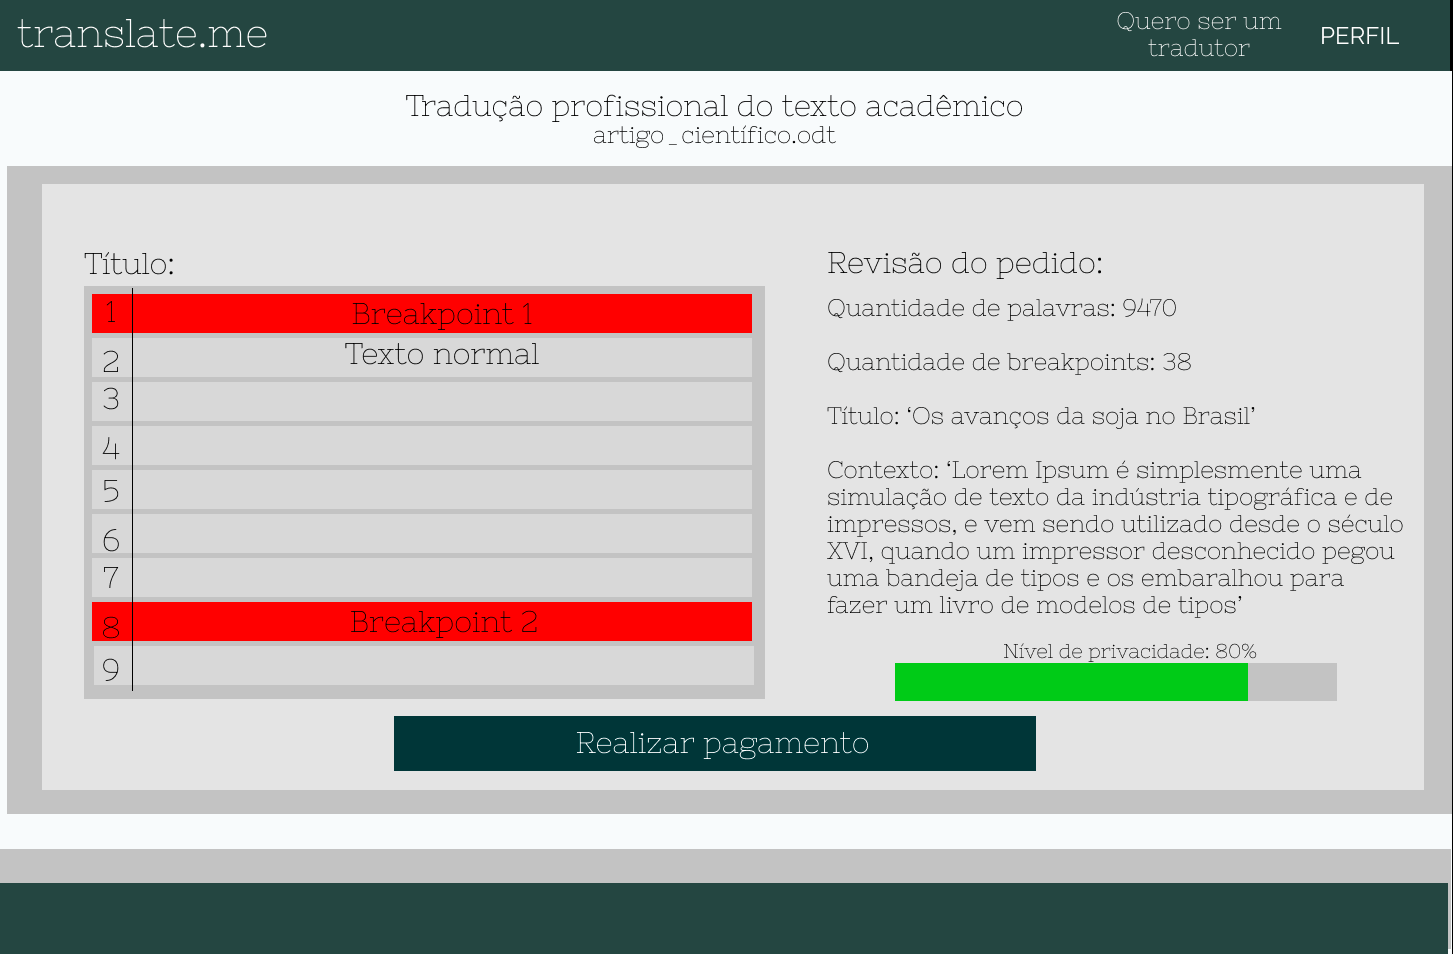 translate.me
Quero ser um
tradutor
PERFIL
Tradução profissional do texto acadêmico
artigo_científico.odt
Título:
1 Breakpoint 1
2 Texto normal
3
4
5
6
7
8 Breakpoint 2
9
Revisão do pedido:
Quantidade de palavras: 9470
Quantidade de breakpoints: 38
Título: ‘Os avanços da soja no Brasil’
Contexto: ‘Lorem Ipsum é simplesmente uma
simulação de texto da indústria tipográfica e de
impressos, e vem sendo utilizado desde o século
XVI, quando um impressor desconhecido pegou
uma bandeja de tipos e os embaralhou para
fazer um livro de modelos de tipos’
Nível de privacidade: 80%
Realizar pagamento